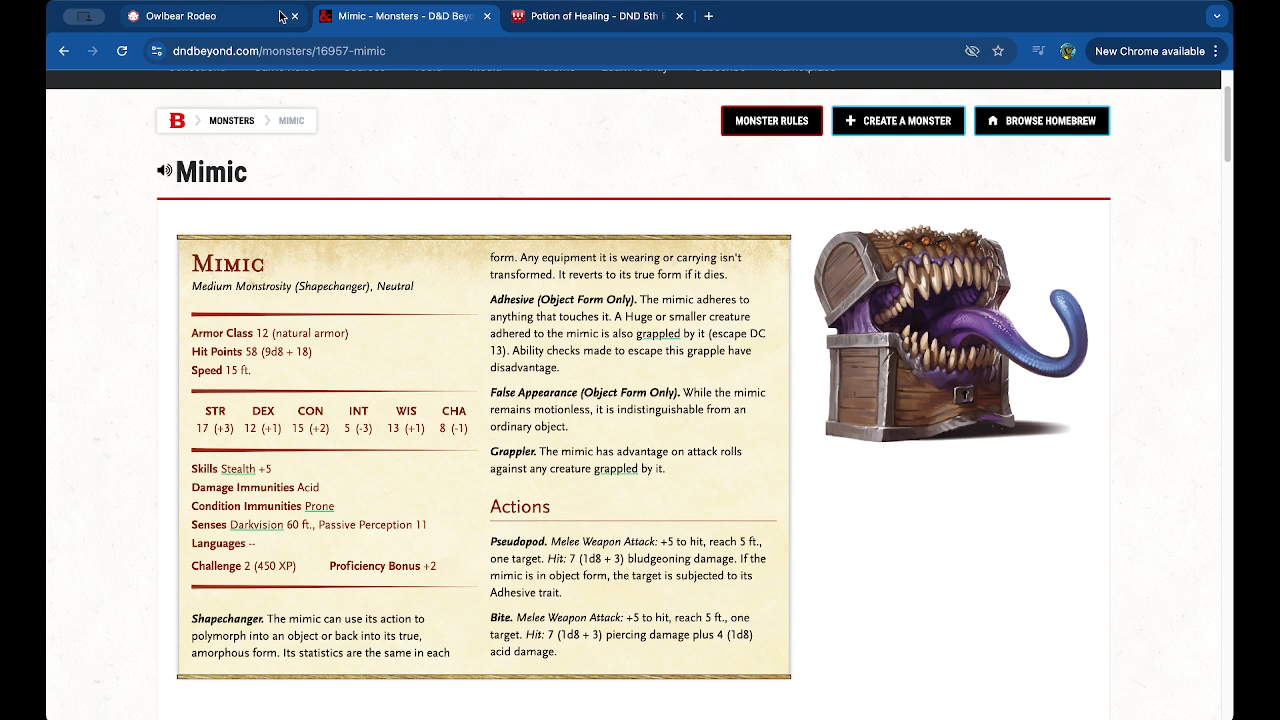 Owlbear Rodeo
Mimic - Monsters - D&D Beyo
Potion of Healing - DND 5th E
dndbeyond.com/monsters/16957-mimic
New Chrome available
B
MONSTERS
MIMIC
MONSTER RULES
CREATE A MONSTER
BROWSE HOMEBREW
Mimic
Mimic
Medium Monstrosity (Shapechanger), Neutral
Armor Class 12 (natural armor)
Hit Points 58 (9d8 + 18)
Speed 15 ft.
STR DEX CON INT WIS CHA
17 (+3) 12 (+1) 15 (+2) 5 (-3) 13 (+1) 8 (-1)
Skills Stealth +5
Damage Immunities Acid
Condition Immunities Prone
Senses Darkvision 60 ft., Passive Perception 11
Languages --
Challenge 2 (450 XP) Proficiency Bonus +2
Shapechanger. The mimic can use its action to
polymorph into an object or back into its true,
amorphous form. Its statistics are the same in each
form. Any equipment it is wearing or carrying isn't
transformed. It reverts to its true form if it dies.
Adhesive (Object Form Only). The mimic adheres to
anything that touches it. A Huge or smaller creature
adhered to the mimic is also grappled by it (escape DC
13). Ability checks made to escape this grapple have
disadvantage.
False Appearance (Object Form Only). While the mimic
remains motionless, it is indistinguishable from an
ordinary object.
Grappler. The mimic has advantage on attack rolls
against any creature grappled by it.
Actions
Pseudopod. Melee Weapon Attack: +5 to hit, reach 5 ft.,
one target. Hit: 7 (1d8 + 3) bludgeoning damage. If the
mimic is in object form, the target is subjected to its
Adhesive trait.
Bite. Melee Weapon Attack: +5 to hit, reach 5 ft., one
target. Hit: 7 (1d8 + 3) piercing damage plus 4 (1d8)
acid damage.